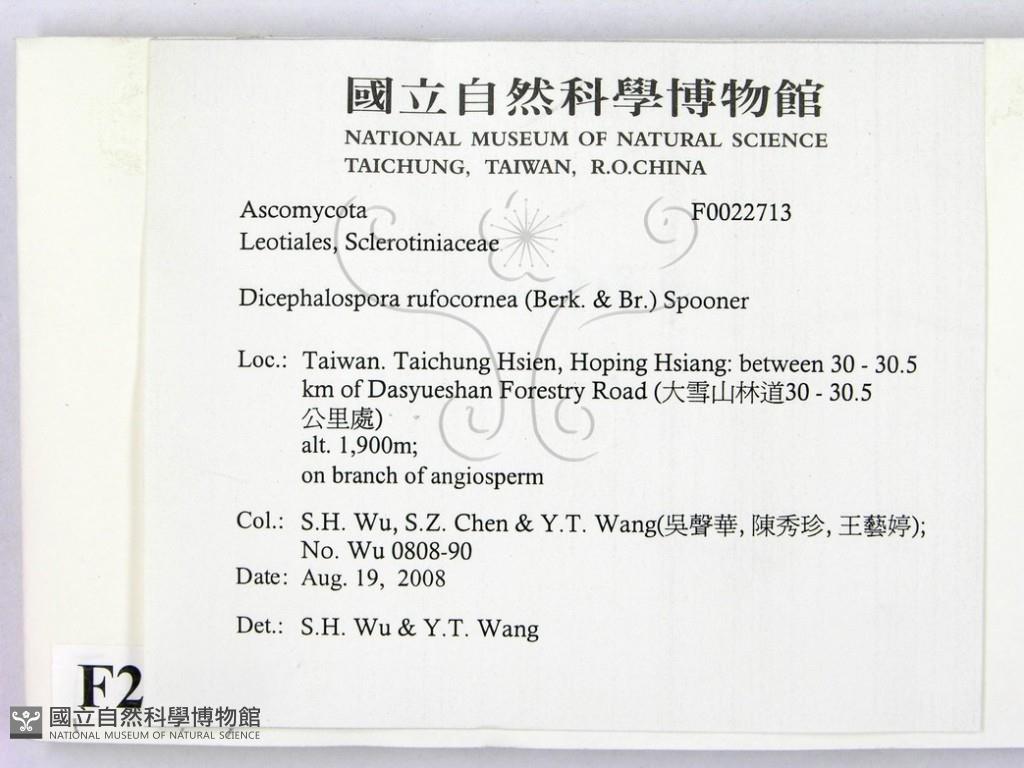 國立自然科學博物館
NATIONAL MUSEUM OF NATURAL SCIENCE
TAICHUNG, TAIWAN, R.O.CHINA
Ascomycota F0022713
Leotiales, Sclerotiniaceae
Dicephalospora rufocornea (Berk. & Br.) Spooner
Loc.: Taiwan. Taichung Hsien, Hoping Hsiang: between 30 - 30.5
km of Dasyueshan Forestry Road (大雪山林道30 - 30.5
公里處)
alt. 1,900m;
on branch of angiosperm
Col.: S.H. Wu, S.Z. Chen & Y.T. Wang(吳聲華, 陳秀珍, 王藝婷);
No. Wu 0808-90
Date: Aug. 19, 2008
Det.: S.H. Wu & Y.T. Wang
F2
國立自然科學博物館
NATIONAL MUSEUM OF NATURAL SCIENCE